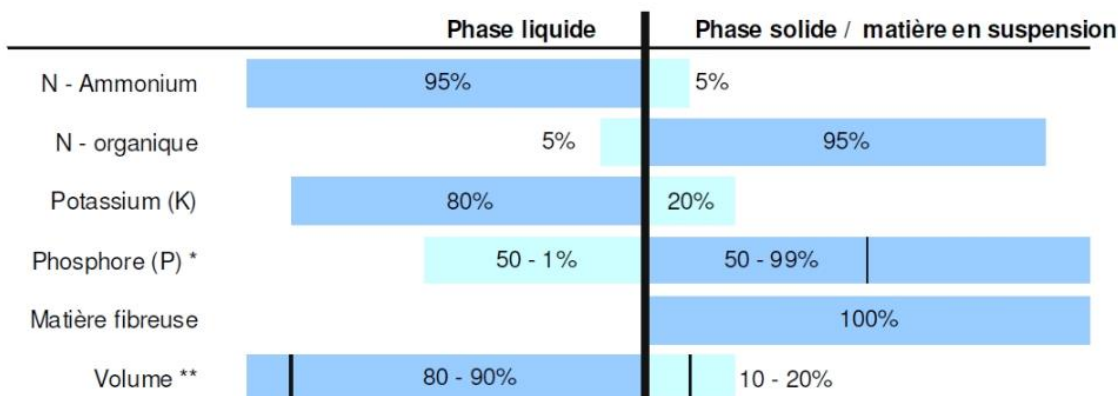 Phase liquide Phase solide / matière en suspension
N - Ammonium 95% 5%
N - organique 5% 95%
Potassium (K) 80% 20%
Phosphore (P) * 50 - 1% 50 - 99%
Matière fibreuse 100%
Volume ** 80 - 90% 10 - 20%